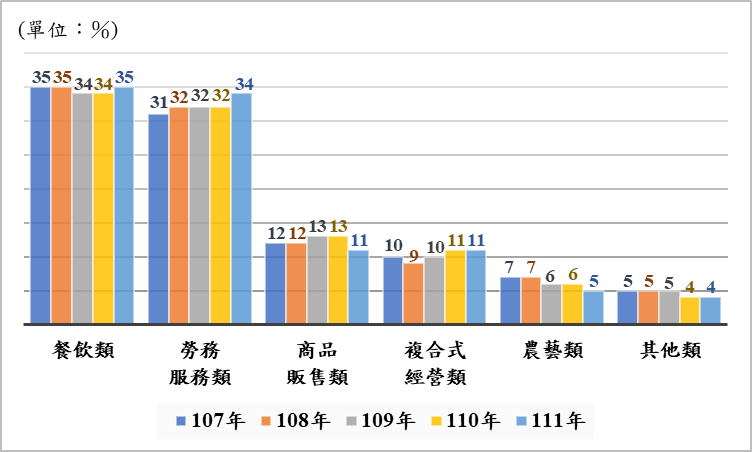 (單位：%)
35 35 34 34 35
31 32 32 32 34
12 12 13 13 11
10 9 10 11 11
7 7 6 6 5
5 5 5 4 4
餐飲類 勞務 商品 複合式 農藝類 其他類
服務類 販售類 經營類
107年 108年 109年 110年 111年